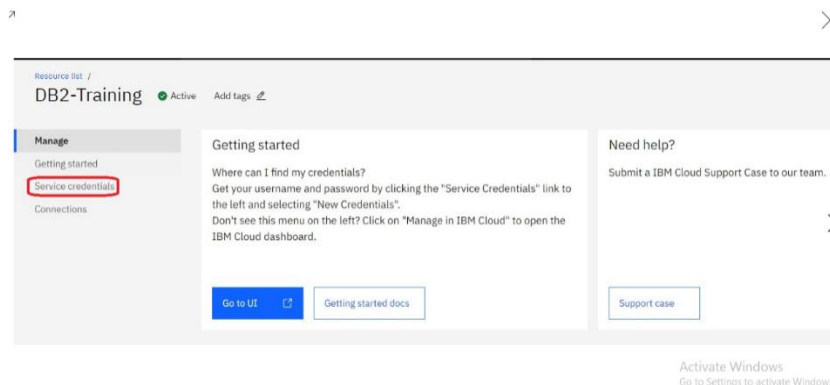 Resource list /
DB2-Training Active Add tags
Manage
Getting started
Service credentials
Connections
Getting started
Where can I find my credentials?
Get your username and password by clicking the "Service Credentials" link to
the left and selecting "New Credentials".
Don't see this menu on the left? Click on "Manage in IBM Cloud" to open the
IBM Cloud dashboard.
Go to UI
Getting started docs
Need help?
Submit a IBM Cloud Support Case to our team.
Support case
Activate Windows
Go to Settings to activate Window